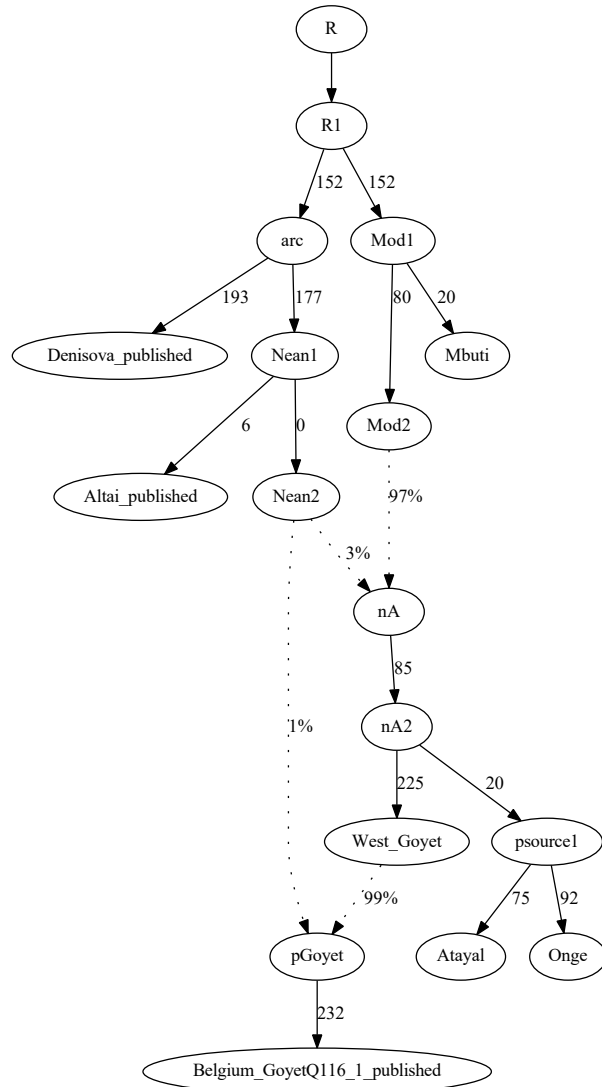 R
R1
152
152
arc
Mod1
193
177
80
20
Denisova_published
Nean1
Mbuti
6
0
Mod2
Altai_published
Nean2
97%
3%
nA
85
1%
nA2
225
20
West_Goyet
psource1
99%
75
92
pGoyet
Atayal
Onge
232
Belgium_GoyetQ116_1_published